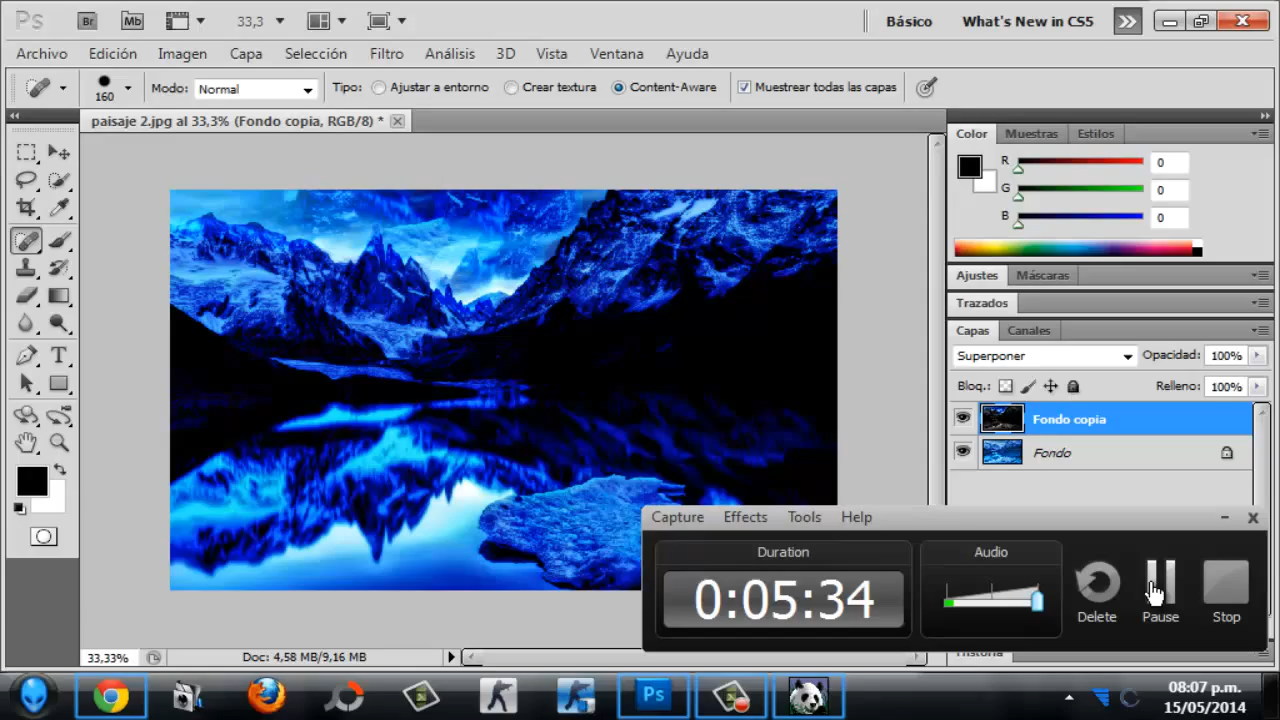 Ps Br Mb 33,3 Básico What's New in CS5
Archivo Edición Imagen Capa Selección Filtro Análisis 3D Vista Ventana Ayuda
160 Modo: Normal Tipo: Ajustar a entorno Crear textura Content-Aware Muestrear todas las capas
paisaje 2.jpg al 33,3% (Fondo copia, RGB/8) *
Color Muestras Estilos
R 0
G 0
B 0
Ajustes Máscaras
Trazados
Capas Canales
Superponer Opacidad: 100%
Bloq.: Relleno: 100%
Fondo copia
Fondo
Capture Effects Tools Help
Duration Audio
0:05:34
Delete Pause Stop
33,33% Doc: 4,58 MB/9,16 MB
Historia
Ps
08:07 p.m.
15/05/2014